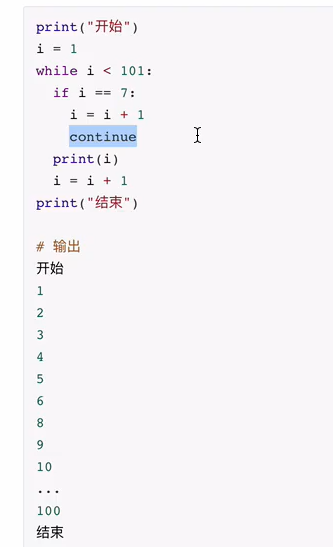 print("开始")
i = 1
while i < 101:
  if i == 7:
    i = i + 1
    continue
  print(i)
  i = i + 1
print("结束")
# 输出
开始
1
2
3
4
5
6
8
9
10
...
100
结束